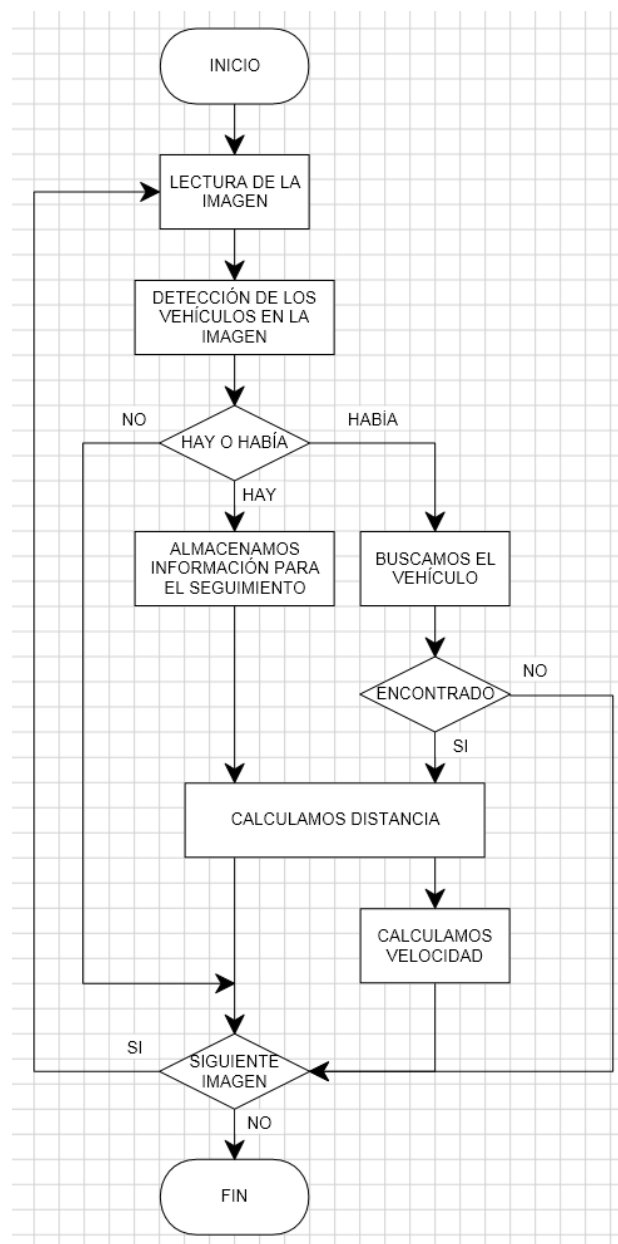 INICIO
LECTURA DE LA
IMAGEN
DETECCIÓN DE LOS
VEHÍCULOS EN LA
IMAGEN
NO
HABÍA
HAY O HABÍA
HAY
ALMACENAMOS
INFORMACIÓN PARA
EL SEGUIMIENTO
BUSCAMOS EL
VEHÍCULO
ENCONTRADO
NO
SI
CALCULAMOS DISTANCIA
CALCULAMOS
VELOCIDAD
SI
SIGUIENTE
IMAGEN
NO
FIN